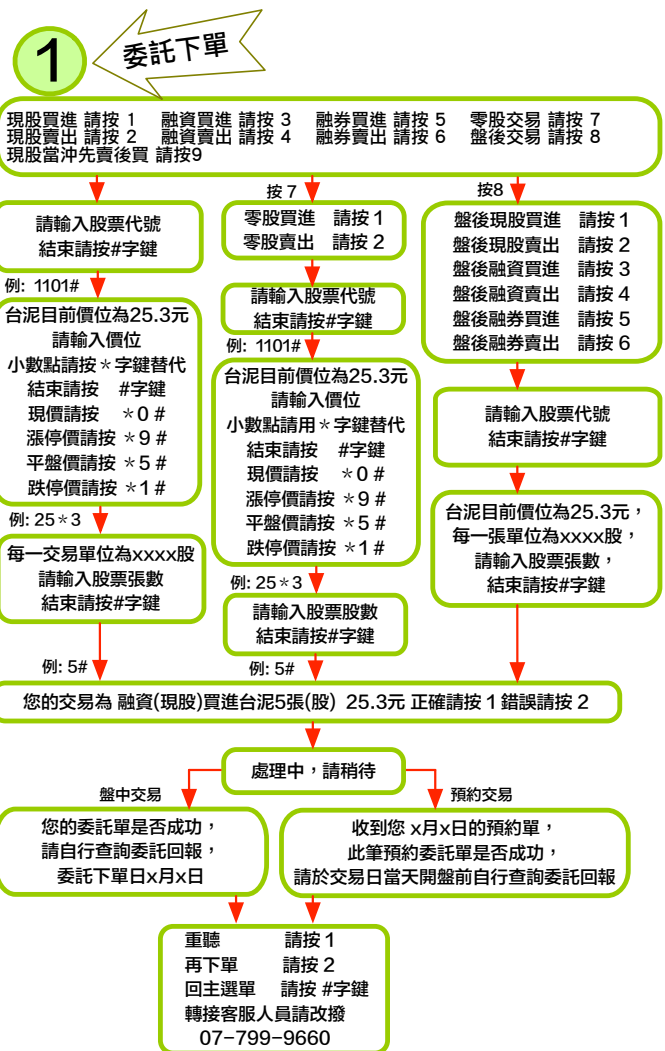 1
委託下單
現股買進 請按 1 融資買進 請按 3 融券買進 請按 5 零股交易 請按 7
現股賣出 請按 2 融資賣出 請按 4 融券賣出 請按 6 盤後交易 請按 8
現股當沖先賣後買 請按9
請輸入股票代號
結束請按#字鍵
例: 1101#
台泥目前價位為25.3元
請輸入價位
小數點請按＊字鍵替代
結束請按 #字鍵
現價請按 ＊0#
漲停價請按 ＊9#
平盤價請按 ＊5#
跌停價請按 ＊1#
例: 25＊3
每一交易單位為xxxx股
請輸入股票張數
結束請按#字鍵
例: 5#
按 7
零股買進 請按 1
零股賣出 請按 2
請輸入股票代號
結束請按#字鍵
例: 1101#
台泥目前價位為25.3元
請輸入價位
小數點請用＊字鍵替代
結束請按 #字鍵
現價請按 ＊0#
漲停價請按 ＊9#
平盤價請按 ＊5#
跌停價請按 ＊1#
例: 25＊3
請輸入股票股數
結束請按#字鍵
例: 5#
按8
盤後現股買進 請按 1
盤後現股賣出 請按 2
盤後融資買進 請按 3
盤後融資賣出 請按 4
盤後融券買進 請按 5
盤後融券賣出 請按 6
請輸入股票代號
結束請按#字鍵
台泥目前價位為25.3元，
每一張單位為xxxx股，
請輸入股票張數，
結束請按#字鍵
您的交易為 融資(現股)買進台泥5張(股) 25.3元 正確請按 1 錯誤請按 2
處理中，請稍待
盤中交易
您的委託單是否成功，
請自行查詢委託回報，
委託下單日x月x日
預約交易
收到您 x月x日的預約單，
此筆預約委託單是否成功，
請於交易日當天開盤前自行查詢委託回報
重聽 請按 1
再下單 請按 2
回主選單 請按 #字鍵
轉接客服人員請改撥
07-799-9660